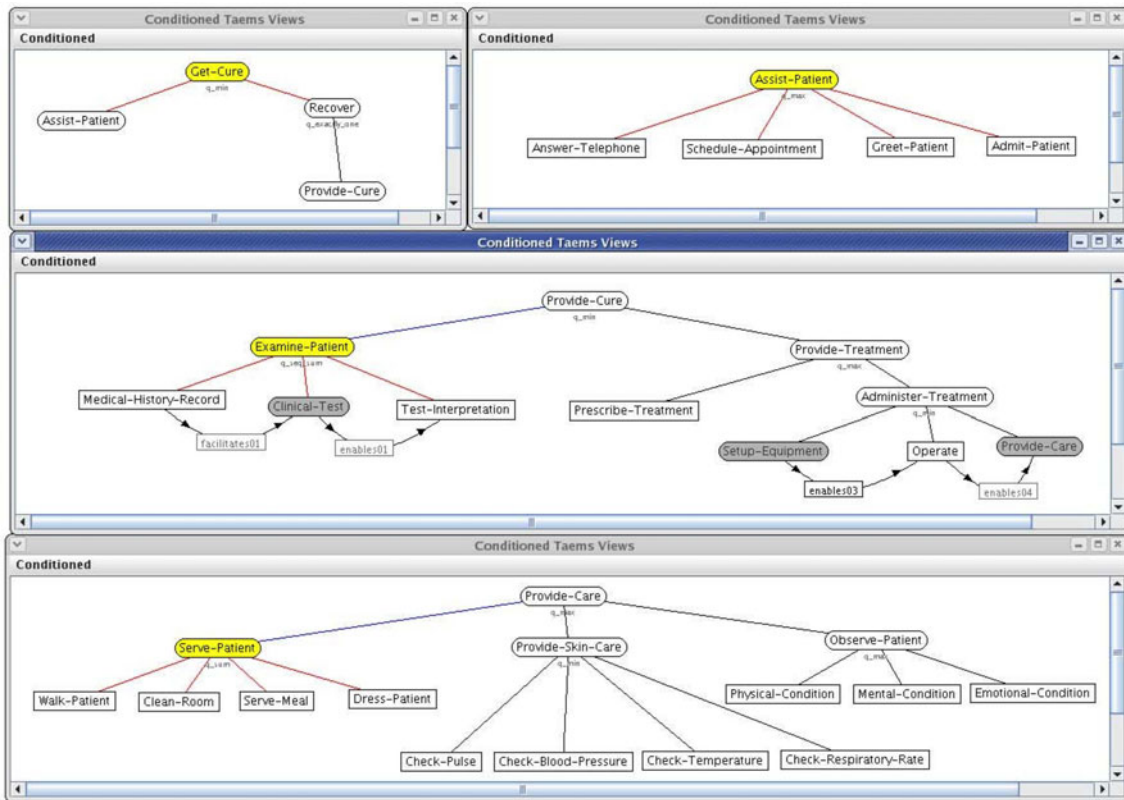 Conditioned Taems Views
Conditioned
Get-Cure
q_min
Assist-Patient
Recover
q_exactly_one
Provide-Cure
Conditioned Taems Views
Conditioned
Assist-Patient
q_max
Answer-Telephone
Schedule-Appointment
Greet-Patient
Admit-Patient
Conditioned Taems Views
Conditioned
Provide-Cure
q_min
Examine-Patient
q_seq_sum
Provide-Treatment
q_max
Medical-History-Record
Clinical-Test
Test-Interpretation
Prescribe-Treatment
Administer-Treatment
q_min
facilitates01
enables01
Setup-Equipment
Operate
Provide-Care
enables03
enables04
Conditioned Taems Views
Conditioned
Provide-Care
q_max
Serve-Patient
q_sum
Provide-Skin-Care
q_min
Observe-Patient
q_max
Walk-Patient
Clean-Room
Serve-Meal
Dress-Patient
Physical-Condition
Mental-Condition
Emotional-Condition
Check-Pulse
Check-Blood-Pressure
Check-Temperature
Check-Respiratory-Rate